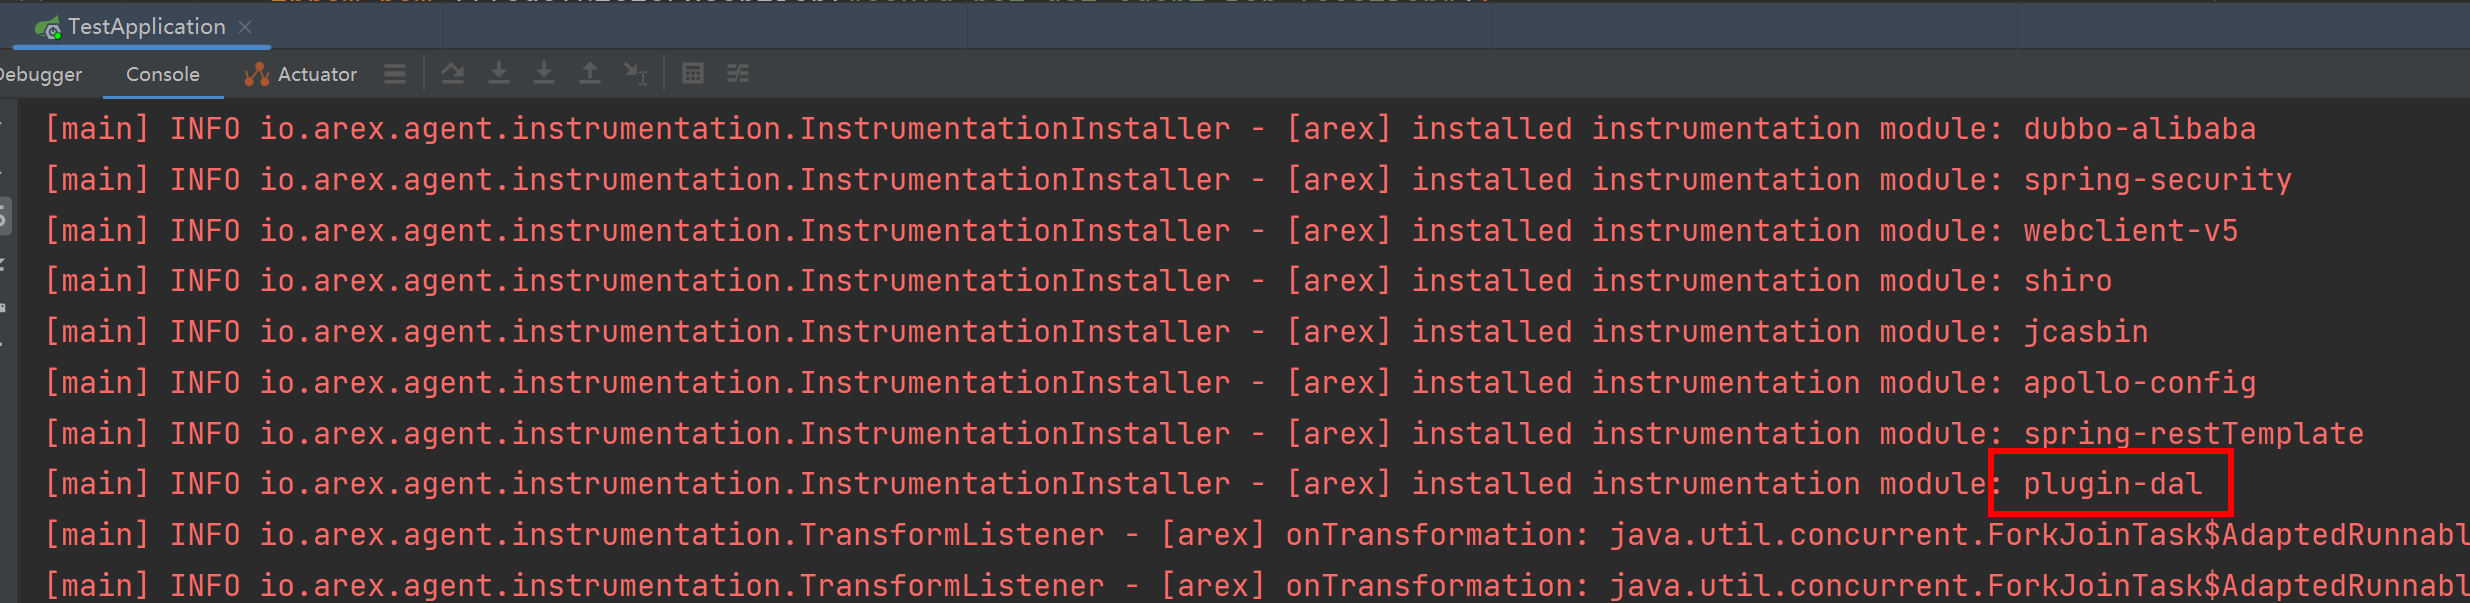 TestApplication
Debugger Console Actuator
[main] INFO io.arex.agent.instrumentation.InstrumentationInstaller - [arex] installed instrumentation module: dubbo-alibaba
[main] INFO io.arex.agent.instrumentation.InstrumentationInstaller - [arex] installed instrumentation module: spring-security
[main] INFO io.arex.agent.instrumentation.InstrumentationInstaller - [arex] installed instrumentation module: webclient-v5
[main] INFO io.arex.agent.instrumentation.InstrumentationInstaller - [arex] installed instrumentation module: shiro
[main] INFO io.arex.agent.instrumentation.InstrumentationInstaller - [arex] installed instrumentation module: jcasbin
[main] INFO io.arex.agent.instrumentation.InstrumentationInstaller - [arex] installed instrumentation module: apollo-config
[main] INFO io.arex.agent.instrumentation.InstrumentationInstaller - [arex] installed instrumentation module: spring-restTemplate
[main] INFO io.arex.agent.instrumentation.InstrumentationInstaller - [arex] installed instrumentation module: plugin-dal
[main] INFO io.arex.agent.instrumentation.TransformListener - [arex] onTransformation: java.util.concurrent.ForkJoinTask$AdaptedRunnabl
[main] INFO io.arex.agent.instrumentation.TransformListener - [arex] onTransformation: java.util.concurrent.ForkJoinTask$AdaptedRunnabl